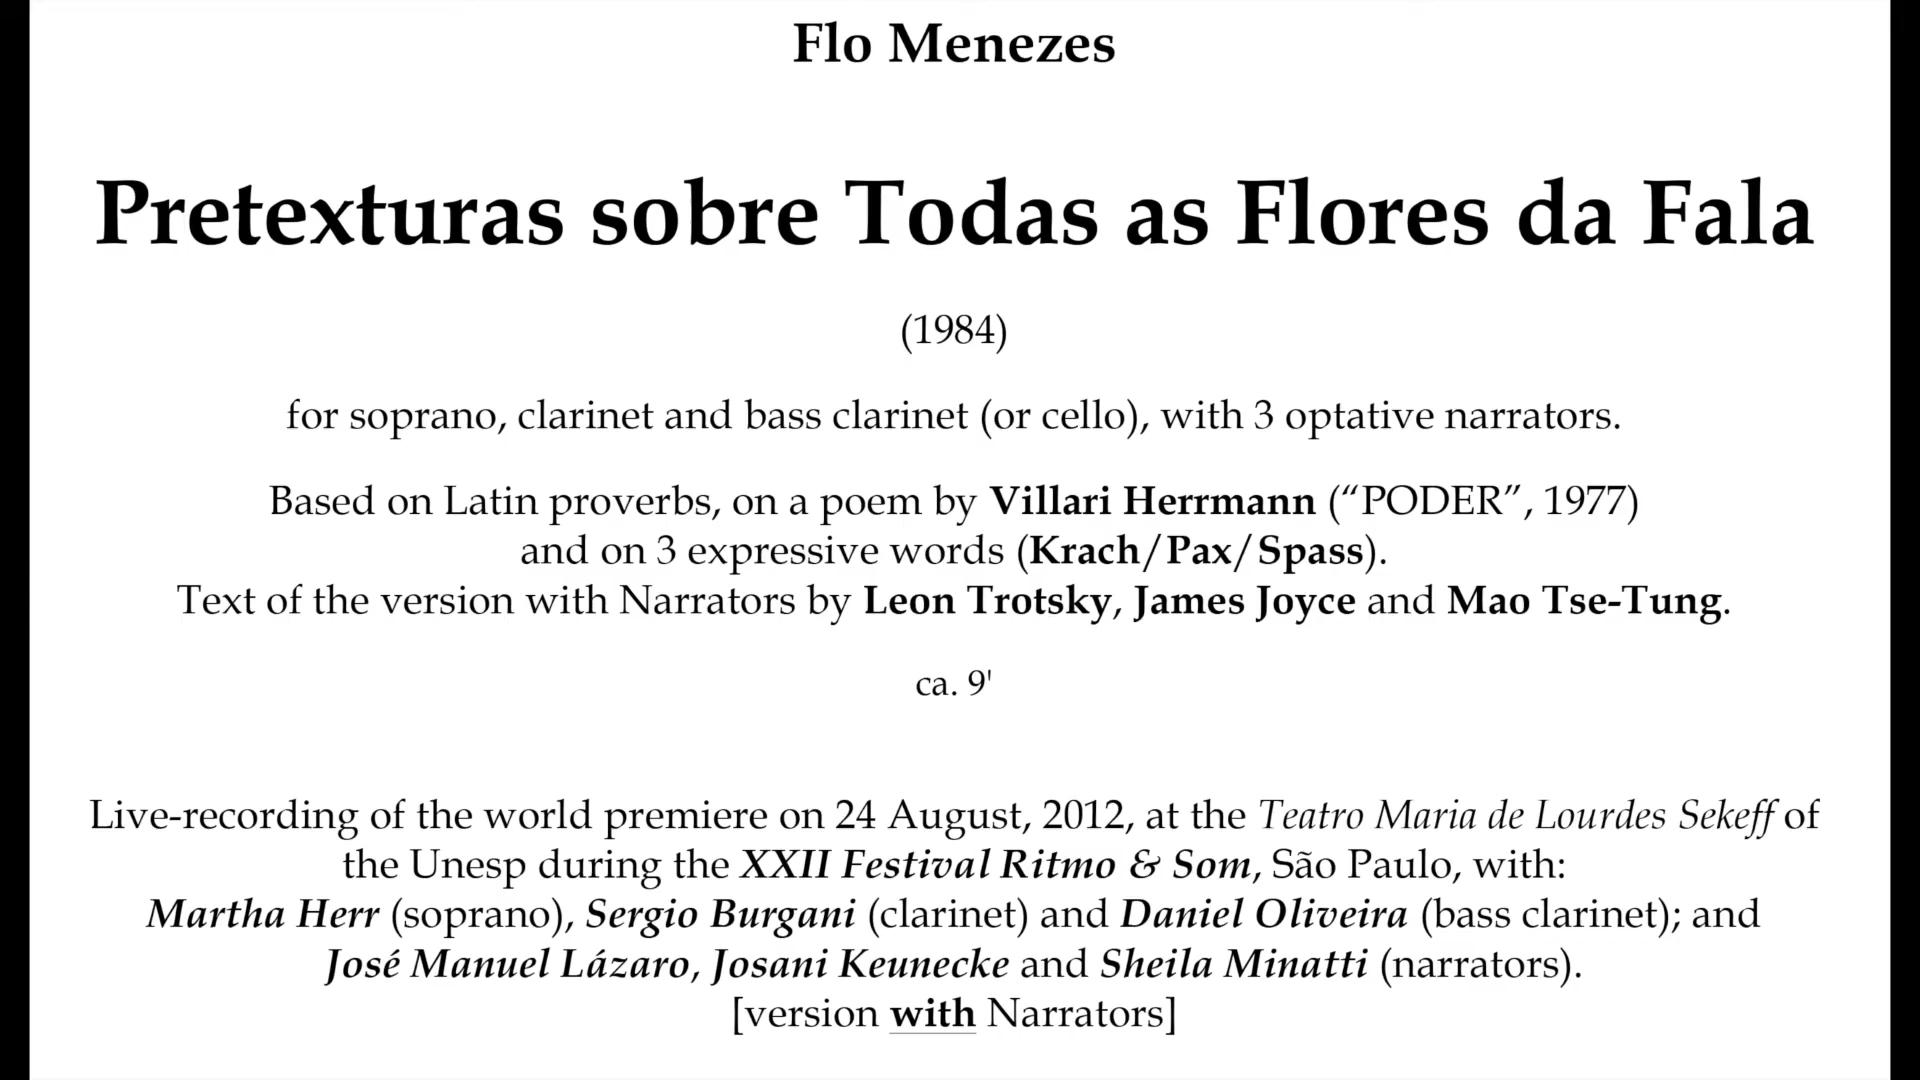 Flo Menezes
Pretexturas sobre Todas as Flores da Fala
(1984)
for soprano, clarinet and bass clarinet (or cello), with 3 optative narrators.
Based on Latin proverbs, on a poem by Villari Herrmann (“PODER”, 1977)
and on 3 expressive words (Krach/Pax/Spass).
Text of the version with Narrators by Leon Trotsky, James Joyce and Mao Tse-Tung.
ca. 9'
Live-recording of the world premiere on 24 August, 2012, at the Teatro Maria de Lourdes Sekeff of
the Unesp during the XXII Festival Ritmo & Som, São Paulo, with:
Martha Herr (soprano), Sergio Burgani (clarinet) and Daniel Oliveira (bass clarinet); and
José Manuel Lázaro, Josani Keunecke and Sheila Minatti (narrators).
[version with Narrators]